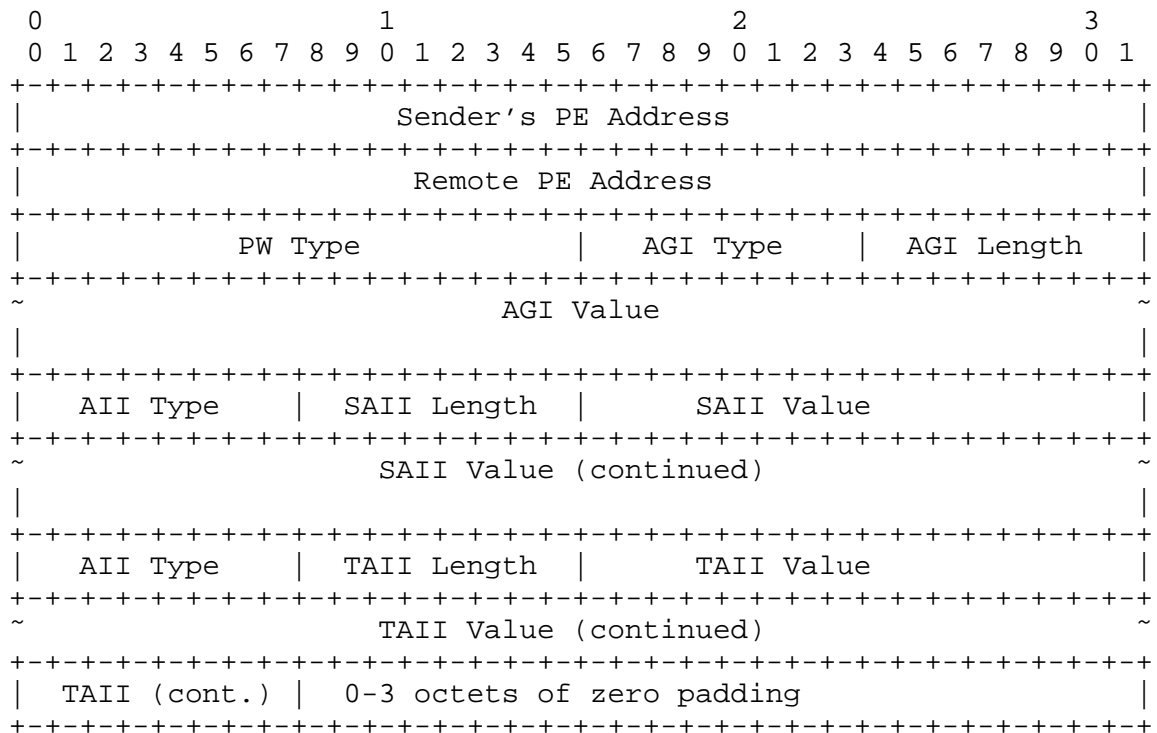 0                   1                   2                   3
 0 1 2 3 4 5 6 7 8 9 0 1 2 3 4 5 6 7 8 9 0 1 2 3 4 5 6 7 8 9 0 1
+-+-+-+-+-+-+-+-+-+-+-+-+-+-+-+-+-+-+-+-+-+-+-+-+-+-+-+-+-+-+-+-+
|                     Sender’s PE Address                       |
+-+-+-+-+-+-+-+-+-+-+-+-+-+-+-+-+-+-+-+-+-+-+-+-+-+-+-+-+-+-+-+-+
|                      Remote PE Address                        |
+-+-+-+-+-+-+-+-+-+-+-+-+-+-+-+-+-+-+-+-+-+-+-+-+-+-+-+-+-+-+-+-+
|            PW Type            |   AGI Type    |  AGI Length   |
+-+-+-+-+-+-+-+-+-+-+-+-+-+-+-+-+-+-+-+-+-+-+-+-+-+-+-+-+-+-+-+-+
~                           AGI Value                           ~
|                                                               |
+-+-+-+-+-+-+-+-+-+-+-+-+-+-+-+-+-+-+-+-+-+-+-+-+-+-+-+-+-+-+-+-+
|   AII Type    |  SAII Length  |      SAII Value               |
+-+-+-+-+-+-+-+-+-+-+-+-+-+-+-+-+-+-+-+-+-+-+-+-+-+-+-+-+-+-+-+-+
~                    SAII Value (continued)                     ~
|                                                               |
+-+-+-+-+-+-+-+-+-+-+-+-+-+-+-+-+-+-+-+-+-+-+-+-+-+-+-+-+-+-+-+-+
|   AII Type    |  TAII Length  |      TAII Value               |
+-+-+-+-+-+-+-+-+-+-+-+-+-+-+-+-+-+-+-+-+-+-+-+-+-+-+-+-+-+-+-+-+
~                    TAII Value (continued)                     ~
+-+-+-+-+-+-+-+-+-+-+-+-+-+-+-+-+-+-+-+-+-+-+-+-+-+-+-+-+-+-+-+-+
|  TAII (cont.) |  0-3 octets of zero padding                   |
+-+-+-+-+-+-+-+-+-+-+-+-+-+-+-+-+-+-+-+-+-+-+-+-+-+-+-+-+-+-+-+-+